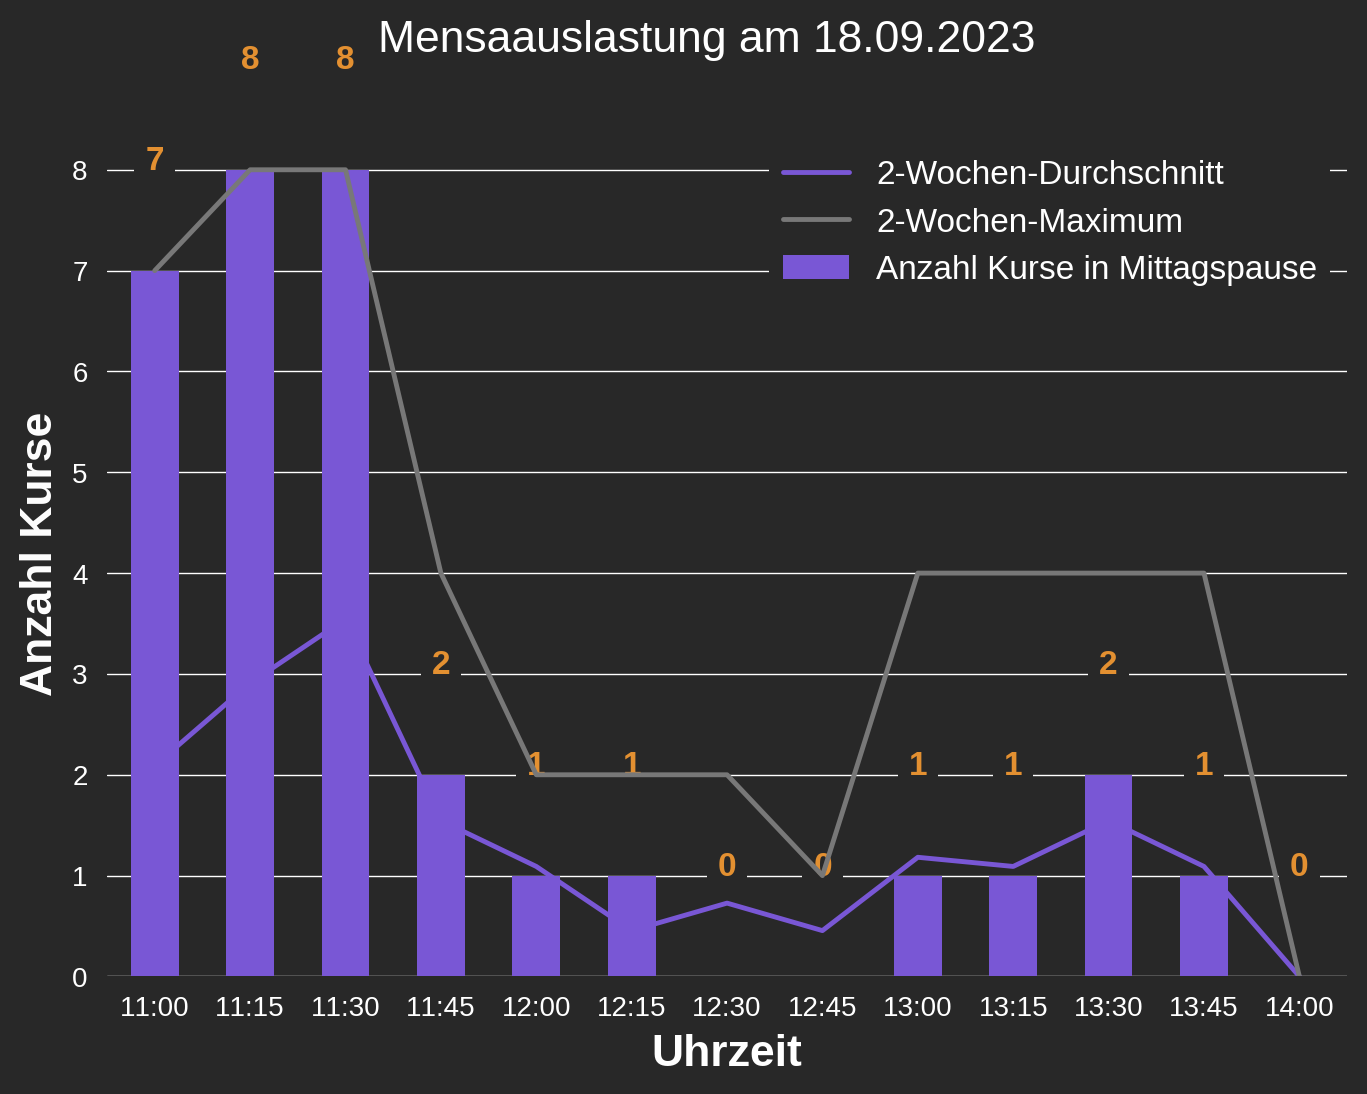 Mensaauslastung am 18.09.2023
8 8
7
2
1 1
0 0
1 1
2
1
0
2-Wochen-Durchschnitt
2-Wochen-Maximum
Anzahl Kurse in Mittagspause
Anzahl Kurse
8
7
6
5
4
3
2
1
0
11:00 11:15 11:30 11:45 12:00 12:15 12:30 12:45 13:00 13:15 13:30 13:45 14:00
Uhrzeit